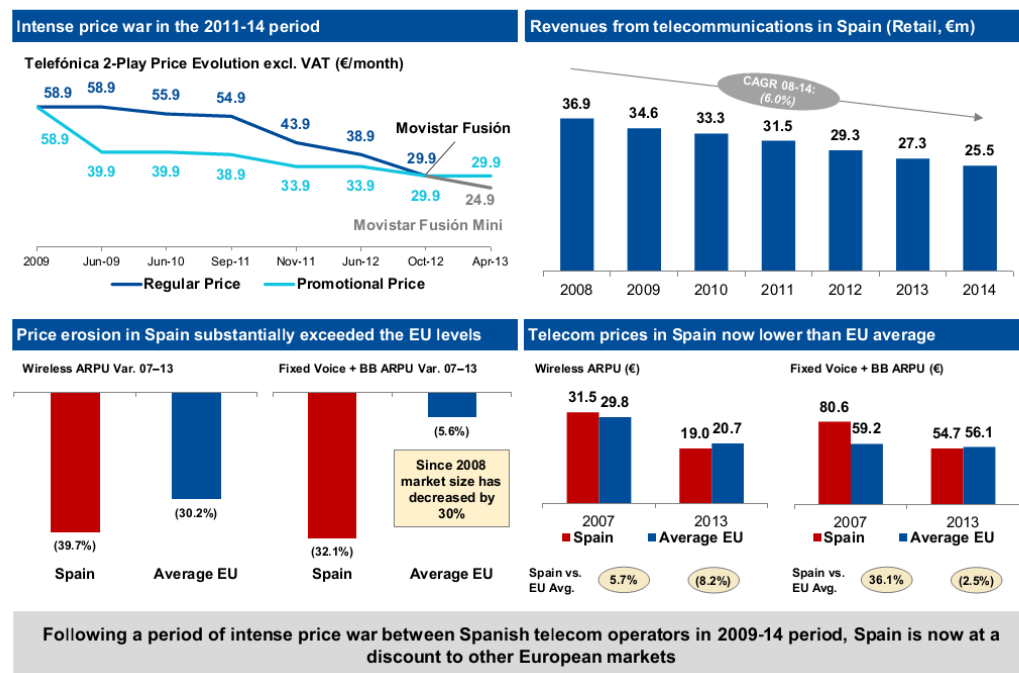 Intense price war in the 2011-14 period
Telefónica 2-Play Price Evolution excl. VAT (€/month)
58.9 58.9 55.9 54.9 43.9 38.9 29.9
Movistar Fusión
58.9 39.9 39.9 38.9 33.9 33.9 29.9 29.9
24.9
Movistar Fusión Mini
2009 Jun-09 Jun-10 Sep-11 Nov-11 Jun-12 Oct-12 Apr-13
Regular Price Promotional Price
Revenues from telecommunications in Spain (Retail, €m)
CAGR 08-14:
(6.0%)
36.9 34.6 33.3 31.5 29.3 27.3 25.5
2008 2009 2010 2011 2012 2013 2014
Price erosion in Spain substantially exceeded the EU levels
Wireless ARPU Var. 07–13
(39.7%) (30.2%)
Spain Average EU
Fixed Voice + BB ARPU Var. 07–13
(32.1%) (5.6%)
Since 2008
market size has
decreased by
30%
Spain Average EU
Telecom prices in Spain now lower than EU average
Wireless ARPU (€)
31.5 29.8 19.0 20.7
2007 2013
Spain Average EU
Spain vs.
EU Avg.
5.7% (8.2%)
Fixed Voice + BB ARPU (€)
80.6 59.2 54.7 56.1
2007 2013
Spain Average EU
Spain vs.
EU Avg.
36.1% (2.5%)
Following a period of intense price war between Spanish telecom operators in 2009-14 period, Spain is now at a
discount to other European markets